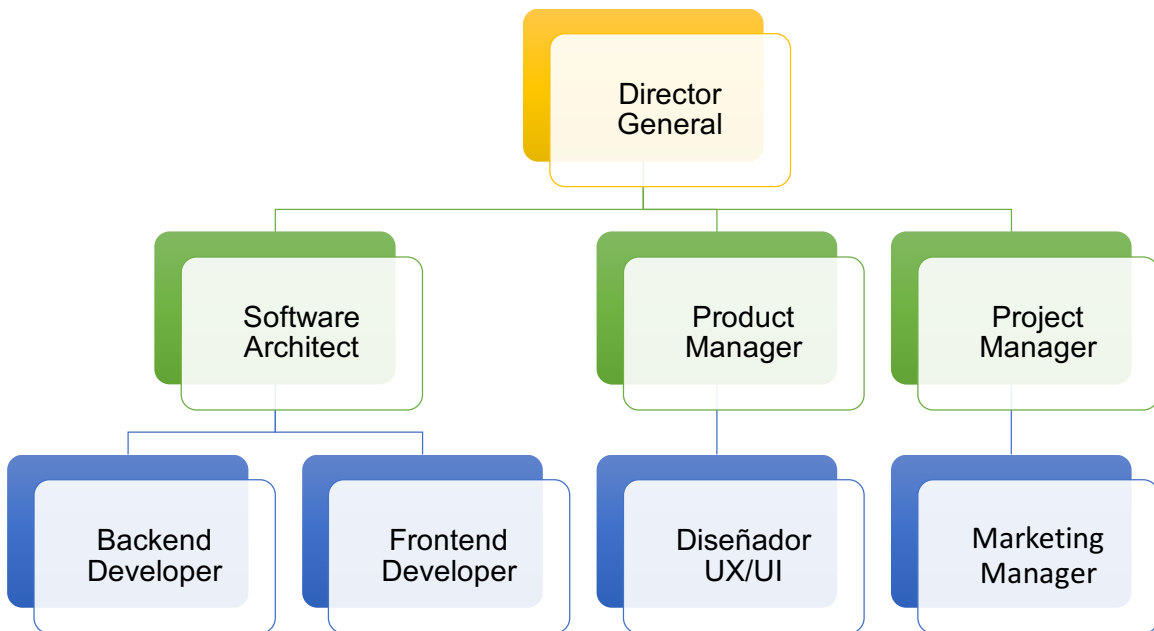 Director
General
Software
Architect
Product
Manager
Project
Manager
Backend
Developer
Frontend
Developer
Diseñador
UX/UI
Marketing
Manager